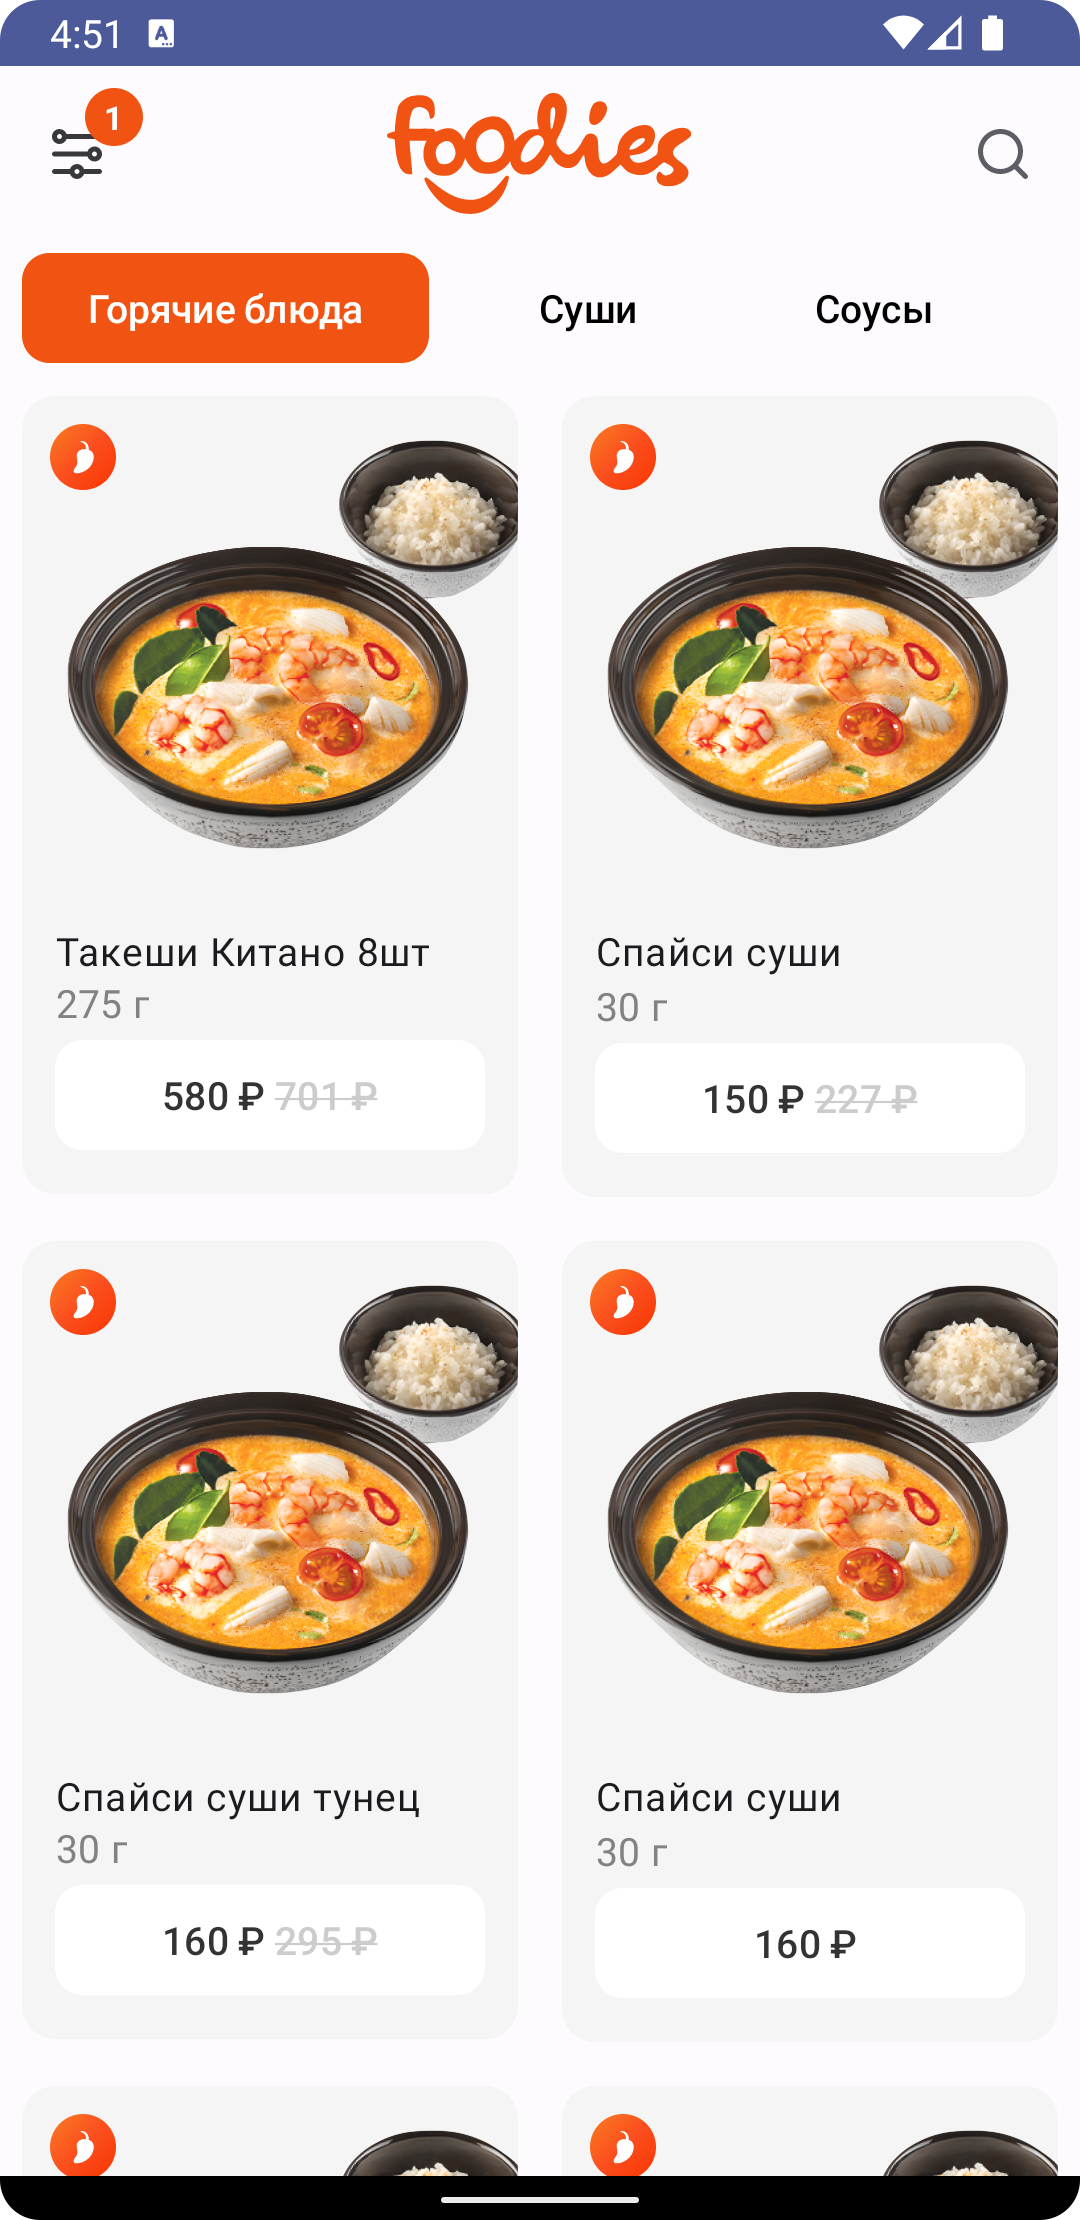 4:51 A
1
foodies
Горячие блюда Суши Соусы
Такеши Китано 8шт
275 г
580 ₽ 701 ₽
Спайси суши
30 г
150 ₽ 227 ₽
Спайси суши тунец
30 г
160 ₽ 295 ₽
Спайси суши
30 г
160 ₽